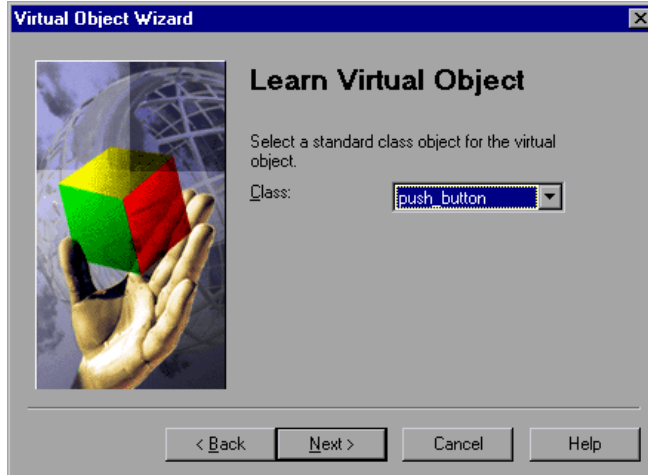 Virtual Object Wizard
Learn Virtual Object
Select a standard class object for the virtual
object.
Class: push_button
< Back Next > Cancel Help